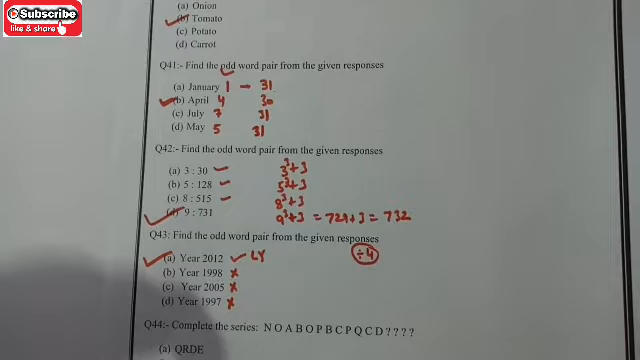 Subscribe
like & share
(a) Onion
(b) Tomato
(c) Potato
(d) Carrot
Q41:- Find the odd word pair from the given responses
(a) January 1 - 31
(b) April 4 30
(c) July 7 31
(d) May 5 31
Q42:- Find the odd word pair from the given responses
(a) 3 : 30 3³+3
(b) 5 : 128 5³+3
(c) 8 : 515 8³+3
(d) 9 : 731 9³+3 = 729+3 = 732
Q43: Find the odd word pair from the given responses
(a) Year 2012 LY ÷4
(b) Year 1998 x
(c) Year 2005 x
(d) Year 1997 x
Q44:- Complete the series: N O A B O P B C P Q C D ? ? ? ?
(a) QRDE